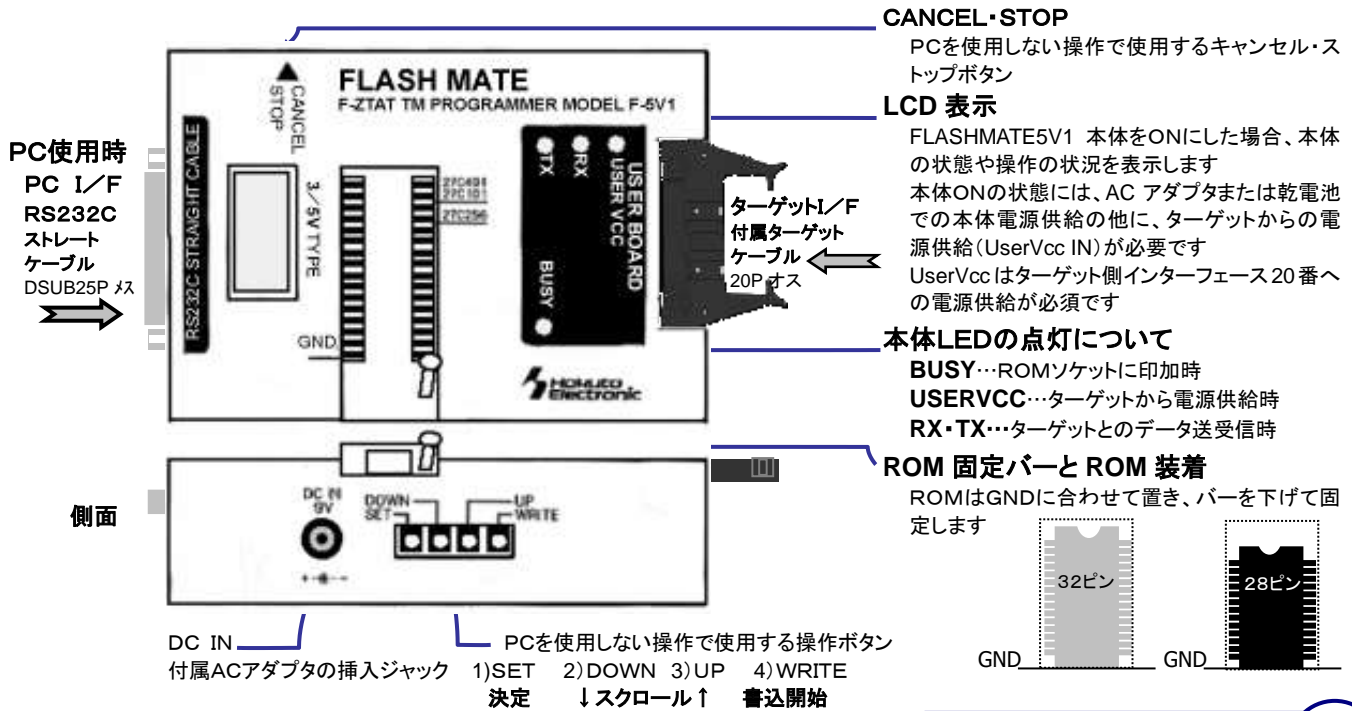 CANCEL・STOP
PCを使用しない操作で使用するキャンセル・ス
トップボタン
LCD 表示
FLASHMATE5V1 本体をONにした場合、本体
の状態や操作の状況を表示します
本体ONの状態には、AC アダプタまたは乾電池
での本体電源供給の他に、ターゲットからの電
源供給(UserVcc IN)が必要です
UserVccはターゲット側インターフェース20番へ
の電源供給が必須です
本体LEDの点灯について
BUSY…ROMソケットに印加時
USERVCC…ターゲットから電源供給時
RX・TX…ターゲットとのデータ送受信時
ROM 固定バーと ROM 装着
ROMはGNDに合わせて置き、バーを下げて固
定します
32ピン
28ピン
GND
GND
PC使用時
PC I/F
RS232C
ストレート
ケーブル
DSUB25P メス
RS232C STRAIGHT CABLE
CANCEL
STOP
FLASH MATE
F-ZTAT TM PROGRAMMER MODEL F-5V1
3/5V TYPE
27C101
27C256
GND
TX
RX
USER VCC
USER BOARD
BUSY
Hokuto
Electronic
ターゲットI/F
付属ターゲット
ケーブル
20P オス
側面
DC IN
9V
DOWN
SET
UP
WRITE
DC IN
付属ACアダプタの挿入ジャック
PCを使用しない操作で使用する操作ボタン
1)SET 2)DOWN 3)UP 4)WRITE
決定 ↓スクロール↑ 書込開始